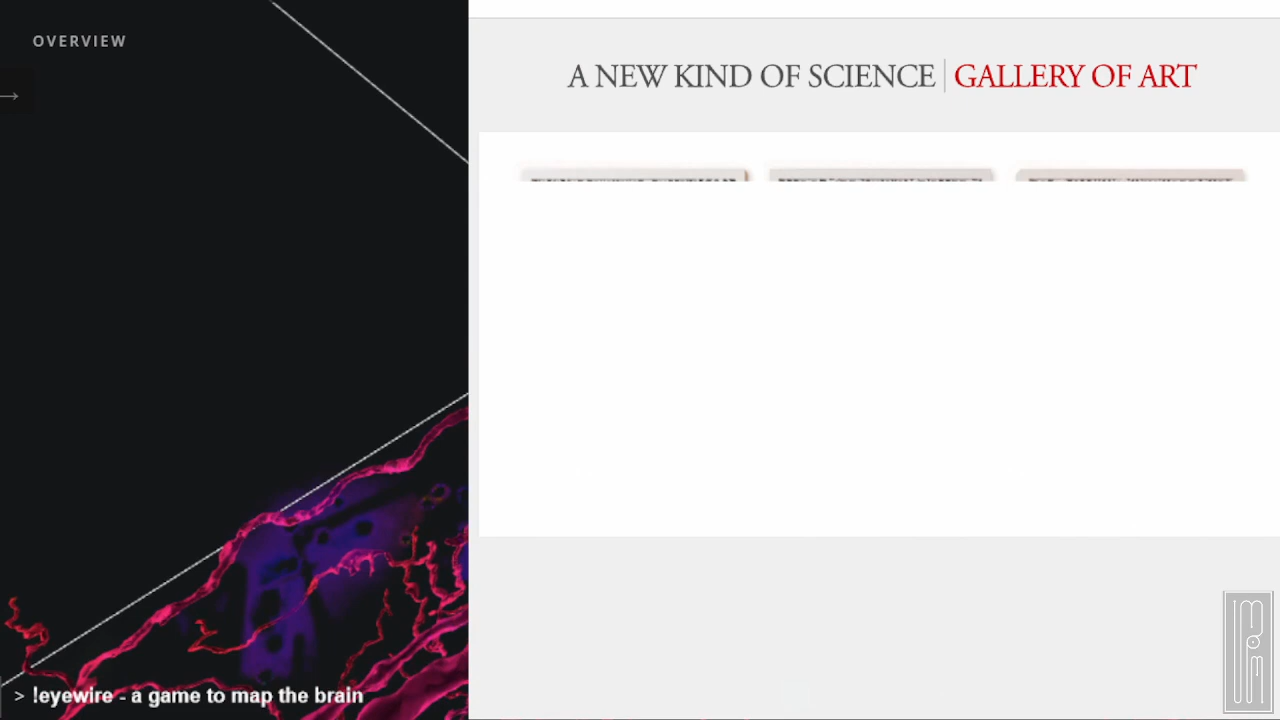 OVERVIEW
A NEW KIND OF SCIENCE | GALLERY OF ART
> !eyewire - a game to map the brain